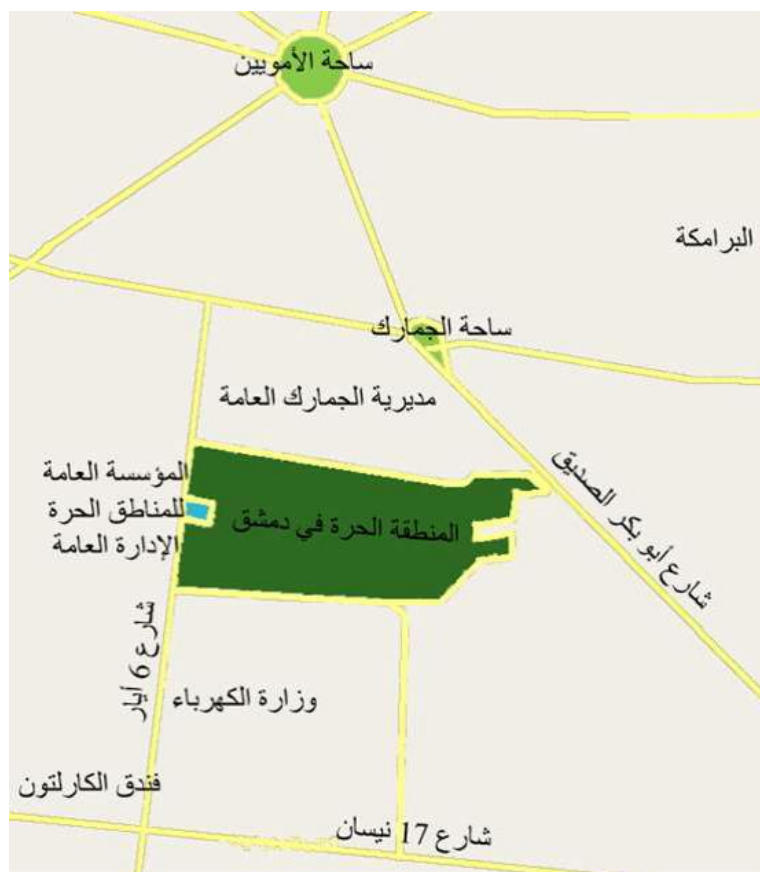 ساحة الأمويين
البرامكة
ساحة الجمارك
مديرية الجمارك العامة
المؤسسة العامة
للمناطق الحرة
الإدارة العامة
المنطقة الحرة في دمشق
شارع أبو بكر الصديق
شارع 6 أيار
وزارة الكهرباء
فندق الكارلتون
شارع 17 نيسان